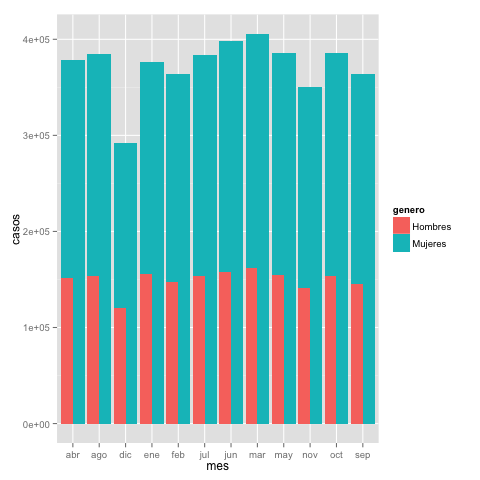 4e+05
3e+05
2e+05
1e+05
0e+00
casos
abr ago dic ene feb jul jun mar may nov oct sep
mes
genero
Hombres
Mujeres